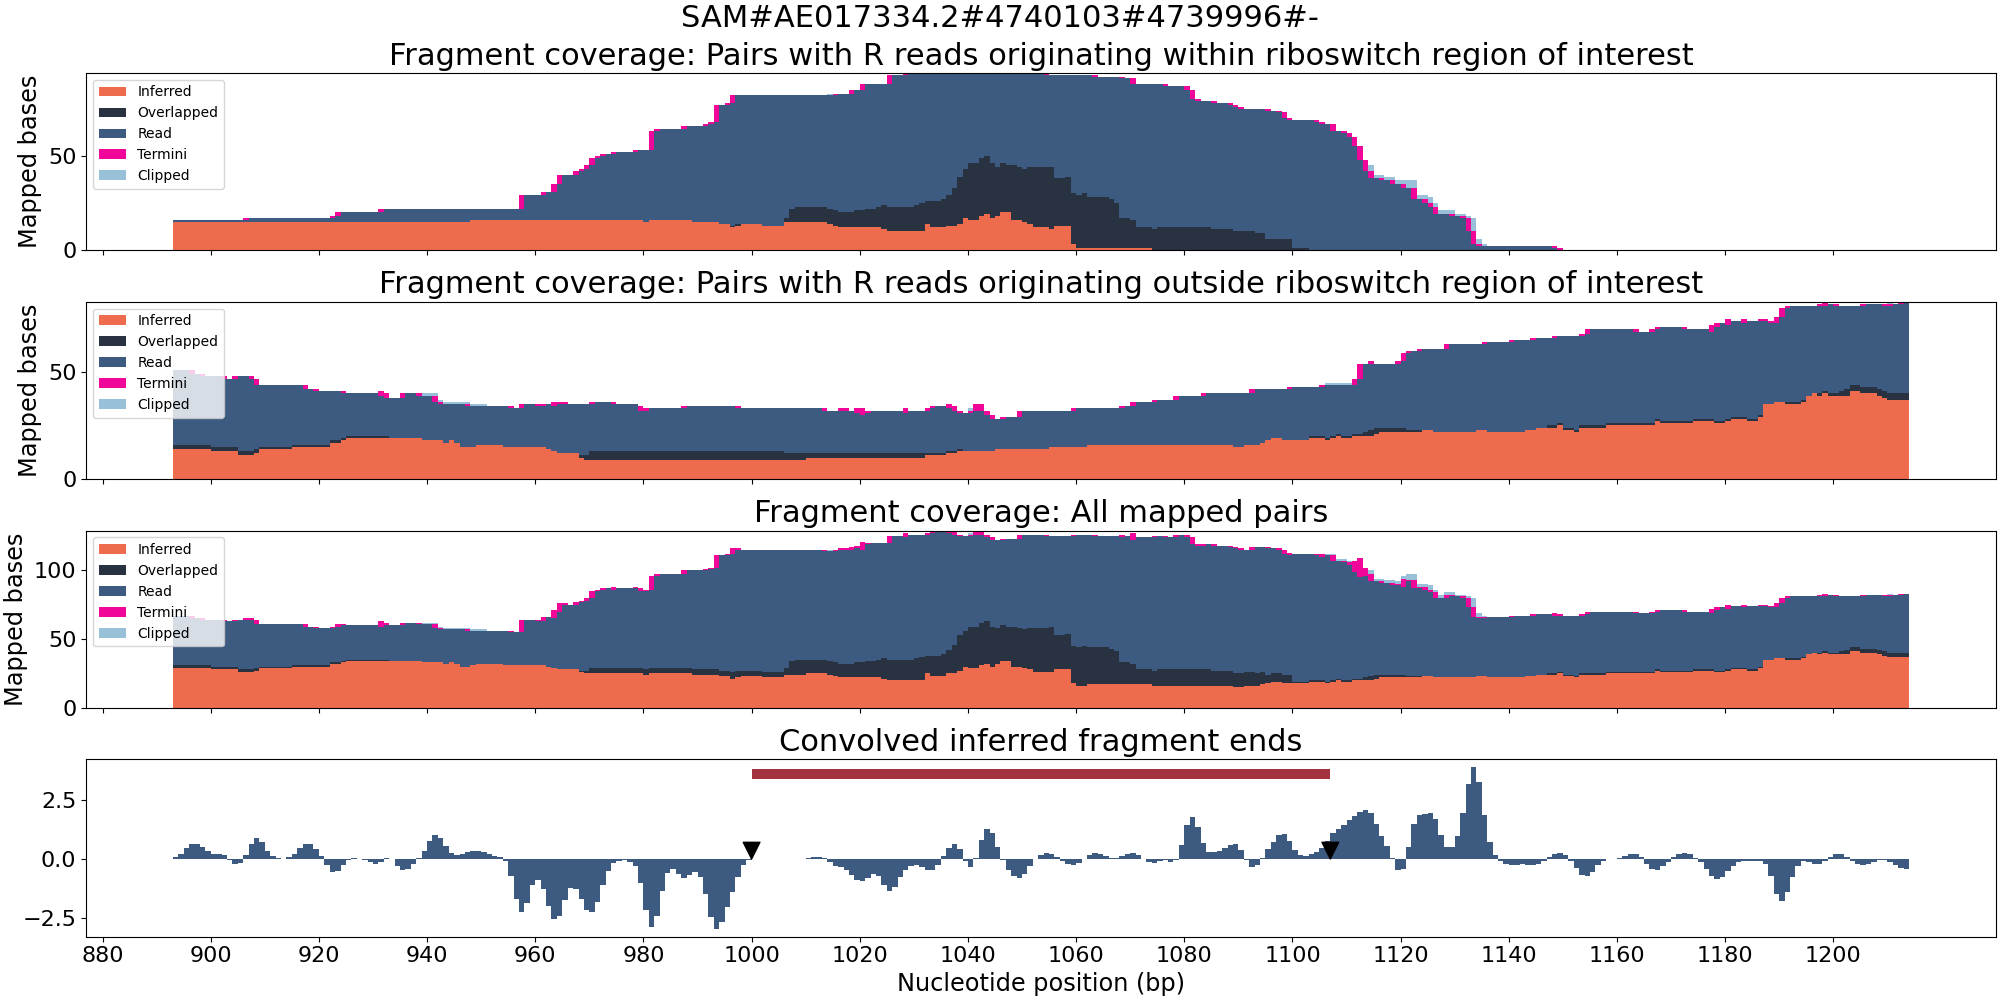 SAM#AE017334.2#4740103#4739996#-
Fragment coverage: Pairs with R reads originating within riboswitch region of interest
Mapped bases
50
0
Inferred
Overlapped
Read
Termini
Clipped
Fragment coverage: Pairs with R reads originating outside riboswitch region of interest
Mapped bases
50
0
Inferred
Overlapped
Read
Termini
Clipped
Fragment coverage: All mapped pairs
Mapped bases
100
50
0
Inferred
Overlapped
Read
Termini
Clipped
Convolved inferred fragment ends
2.5
0.0
−2.5
880 900 920 940 960 980 1000 1020 1040 1060 1080 1100 1120 1140 1160 1180 1200
Nucleotide position (bp)